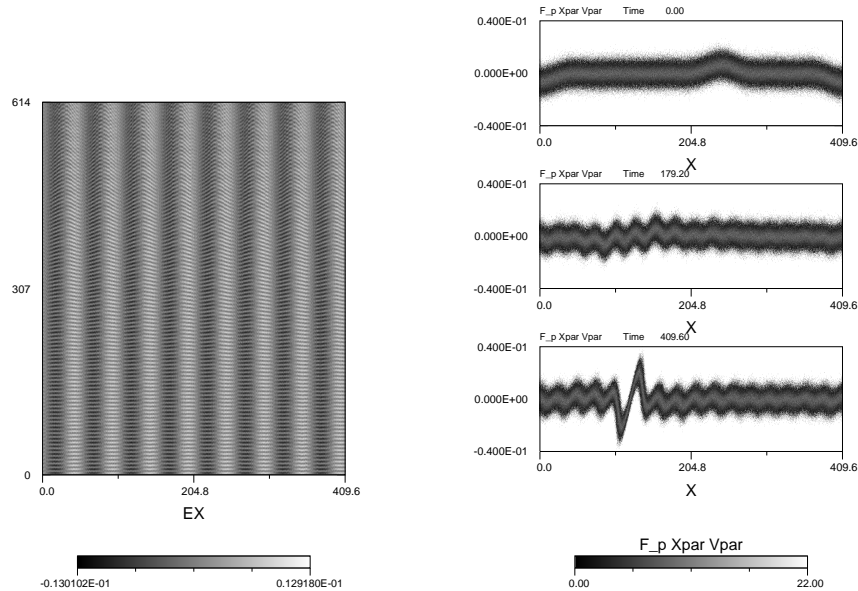 614
307
0
0.0 204.8 409.6
EX
-0.130102E-01 0.129180E-01
F_p Xpar Vpar Time 0.00
0.400E-01
0.000E+00
-0.400E-01
0.0 204.8 409.6
X
F_p Xpar Vpar Time 179.20
0.400E-01
0.000E+00
-0.400E-01
0.0 204.8 409.6
X
F_p Xpar Vpar Time 409.60
0.400E-01
0.000E+00
-0.400E-01
0.0 204.8 409.6
X
F_p Xpar Vpar
0.00 22.00